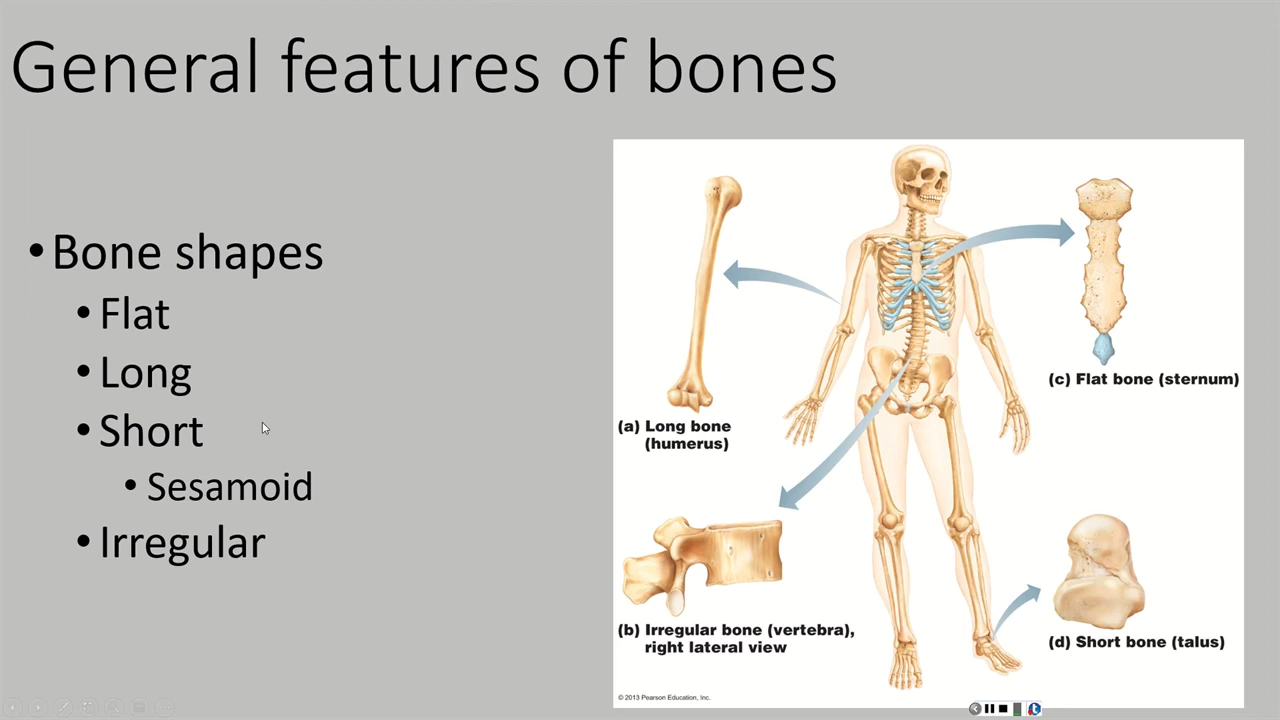 General features of bones
• Bone shapes
• Flat
• Long
• Short
• Sesamoid
• Irregular
(a) Long bone
(humerus)
(c) Flat bone (sternum)
(b) Irregular bone (vertebra),
right lateral view
(d) Short bone (talus)
© 2013 Pearson Education, Inc.